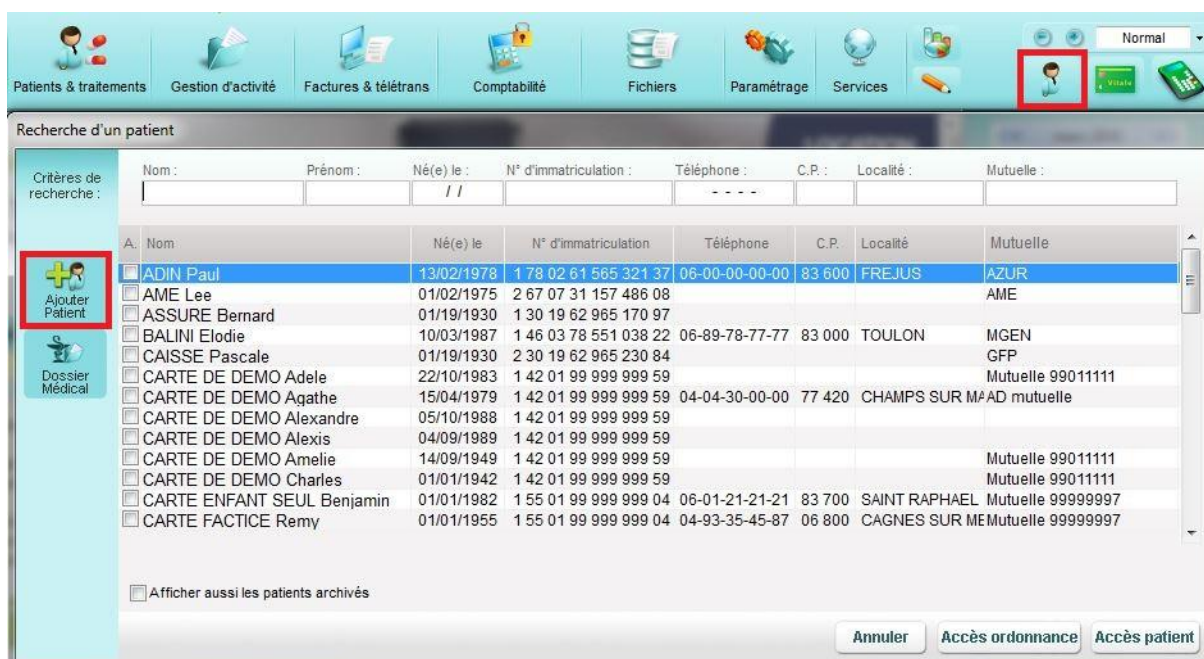 Normal
Patients & traitements Gestion d'activité Factures & télétrans Comptabilité Fichiers Paramétrage Services
Vitale
Recherche d'un patient
Critères de recherche :
Nom : Prénom : Né(e) le : N° d'immatriculation : Téléphone : C.P. : Localité : Mutuelle :
/ / - - - -
A. Nom Né(e) le N° d'immatriculation Téléphone C.P. Localité Mutuelle
ADIN Paul 13/02/1978 1 78 02 61 565 321 37 06-00-00-00-00 83 600 FREJUS AZUR
AME Lee 01/02/1975 2 67 07 31 157 486 08 AME
ASSURE Bernard 01/19/1930 1 30 19 62 965 170 97
BALINI Elodie 10/03/1987 1 46 03 78 551 038 22 06-89-78-77-77 83 000 TOULON MGEN
CAISSE Pascale 01/19/1930 2 30 19 62 965 230 84 GFP
CARTE DE DEMO Adele 22/10/1983 1 42 01 99 999 999 59 Mutuelle 99011111
CARTE DE DEMO Agathe 15/04/1979 1 42 01 99 999 999 59 04-04-30-00-00 77 420 CHAMPS SUR MA AD mutuelle
CARTE DE DEMO Alexandre 05/10/1988 1 42 01 99 999 999 59
CARTE DE DEMO Alexis 04/09/1989 1 42 01 99 999 999 59
CARTE DE DEMO Amelie 14/09/1949 1 42 01 99 999 999 59 Mutuelle 99011111
CARTE DE DEMO Charles 01/01/1942 1 42 01 99 999 999 59 Mutuelle 99011111
CARTE ENFANT SEUL Benjamin 01/01/1982 1 55 01 99 999 999 04 06-01-21-21-21 83 700 SAINT RAPHAEL Mutuelle 99999997
CARTE FACTICE Remy 01/01/1955 1 55 01 99 999 999 04 04-93-35-45-87 06 800 CAGNES SUR ME Mutuelle 99999997
Ajouter
Patient
Dossier
Médical
Afficher aussi les patients archivés
Annuler Accès ordonnance Accès patient